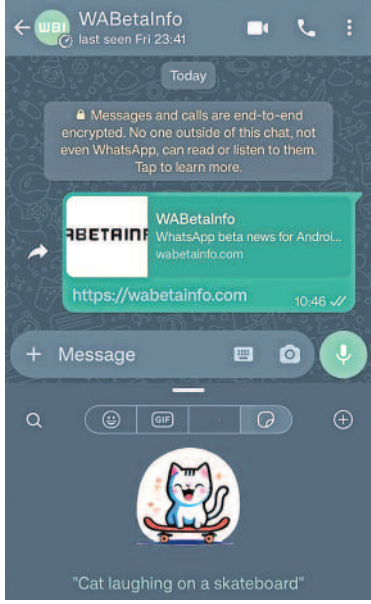 WBI
WABetaInfo
last seen Fri 23:41
Today
Messages and calls are end-to-end
encrypted. No one outside of this chat, not
even WhatsApp, can read or listen to them.
Tap to learn more.
ABETAINF
WABetaInfo
WhatsApp beta news for Androi...
wabetainfo.com
https://wabetainfo.com
10:46
Message
GIF
"Cat laughing on a skateboard"